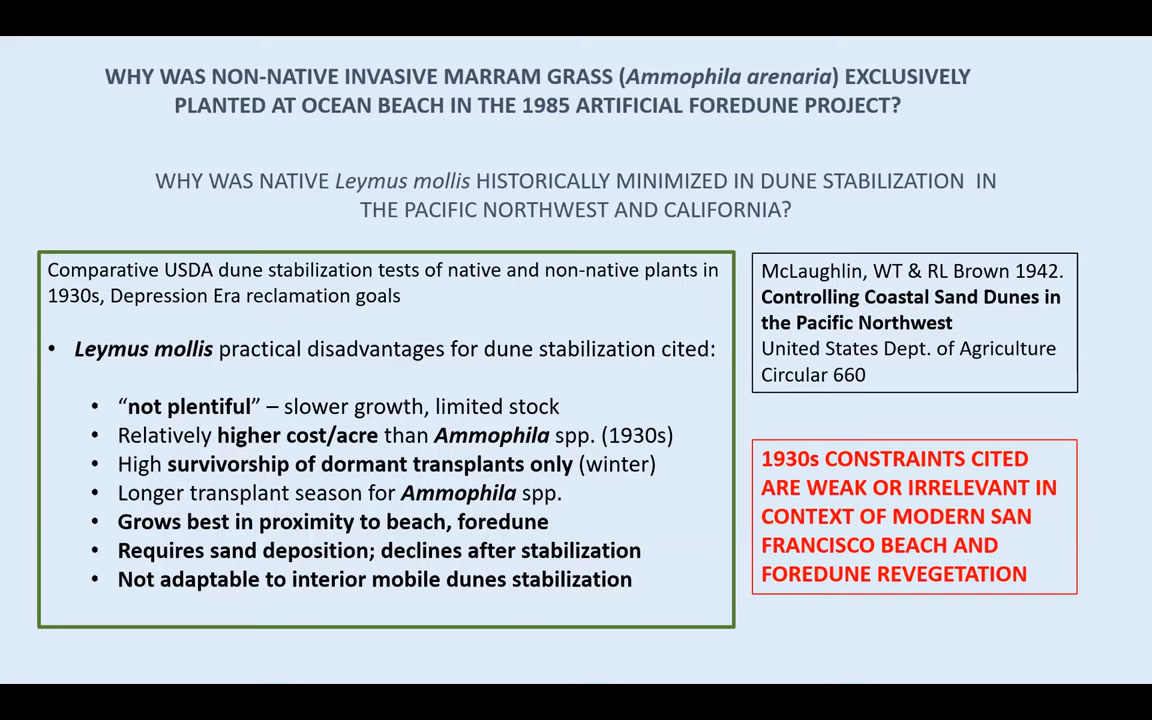 WHY WAS NON-NATIVE INVASIVE MARRAM GRASS (Ammophila arenaria) EXCLUSIVELY
PLANTED AT OCEAN BEACH IN THE 1985 ARTIFICIAL FOREDUNE PROJECT?
WHY WAS NATIVE Leymus mollis HISTORICALLY MINIMIZED IN DUNE STABILIZATION IN
THE PACIFIC NORTHWEST AND CALIFORNIA?
Comparative USDA dune stabilization tests of native and non-native plants in
1930s, Depression Era reclamation goals
• Leymus mollis practical disadvantages for dune stabilization cited:
• “not plentiful” – slower growth, limited stock
• Relatively higher cost/acre than Ammophila spp. (1930s)
• High survivorship of dormant transplants only (winter)
• Longer transplant season for Ammophila spp.
• Grows best in proximity to beach, foredune
• Requires sand deposition; declines after stabilization
• Not adaptable to interior mobile dunes stabilization
McLaughlin, WT & RL Brown 1942.
Controlling Coastal Sand Dunes in
the Pacific Northwest
United States Dept. of Agriculture
Circular 660
1930s CONSTRAINTS CITED
ARE WEAK OR IRRELEVANT IN
CONTEXT OF MODERN SAN
FRANCISCO BEACH AND
FOREDUNE REVEGETATION